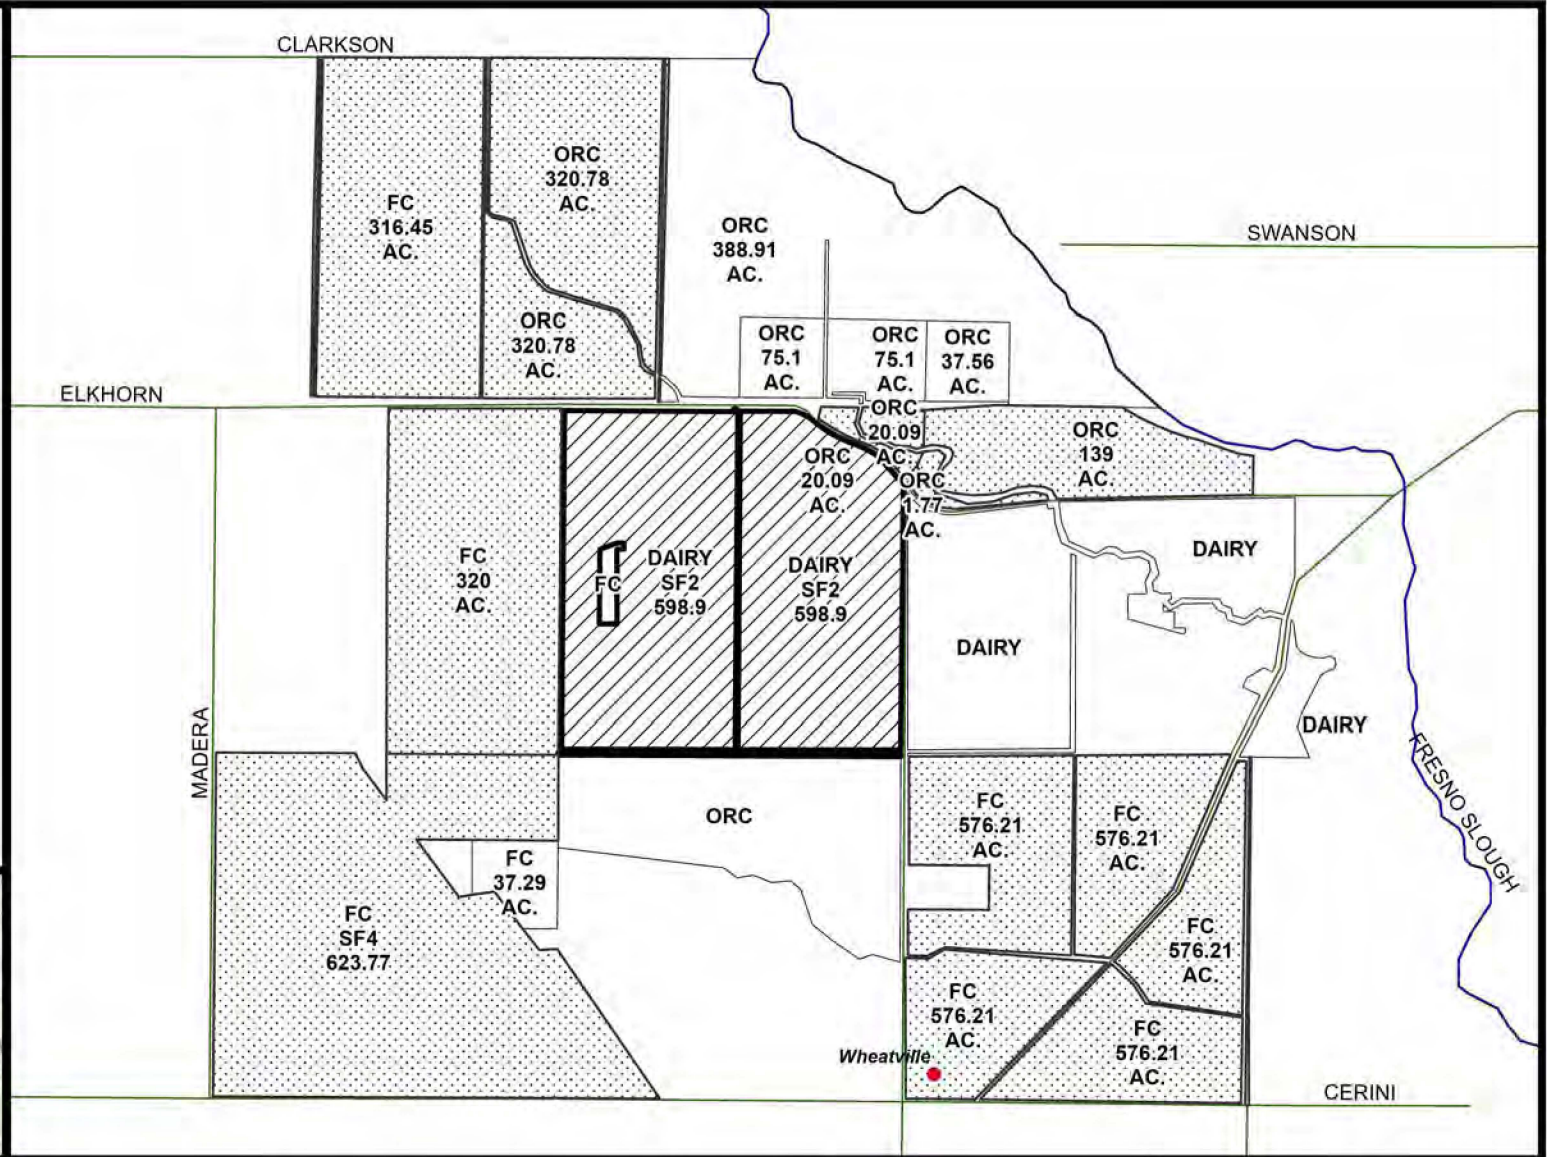 CLARKSON
ORC
320.78
AC.
FC
316.45
AC.
ORC
388.91
AC.
SWANSON
ORC
320.78
AC.
ORC
75.1
AC.
ORC
75.1
AC.
ORC
37.56
AC.
ELKHORN
ORC
20.09
AC.
ORC
139
AC.
ORC
20.09
AC.
ORC
1.77
AC.
FC
320
AC.
FC
DAIRY
SF2
598.9
DAIRY
SF2
598.9
DAIRY
DAIRY
DAIRY
MADERA
FRESNO SLOUGH
ORC
FC
576.21
AC.
FC
576.21
AC.
FC
37.29
AC.
FC
SF4
623.77
FC
576.21
AC.
FC
576.21
AC.
FC
576.21
AC.
Wheatville
CERINI